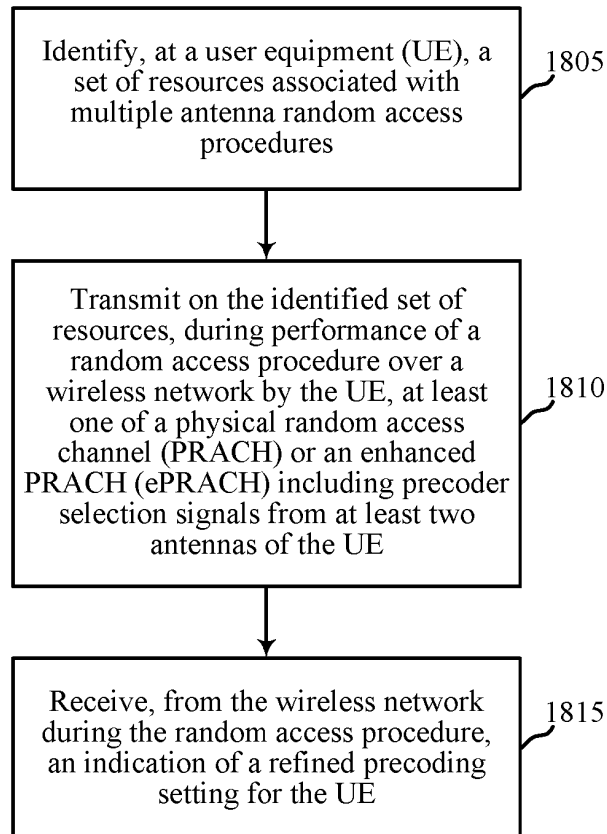 Identify, at a user equipment (UE), a
set of resources associated with
multiple antenna random access
procedures
1805
Transmit on the identified set of
resources, during performance of a
random access procedure over a
wireless network by the UE, at least
one of a physical random access
channel (PRACH) or an enhanced
PRACH (ePRACH) including precoder
selection signals from at least two
antennas of the UE
1810
Receive, from the wireless network
during the random access procedure,
an indication of a refined precoding
setting for the UE
1815